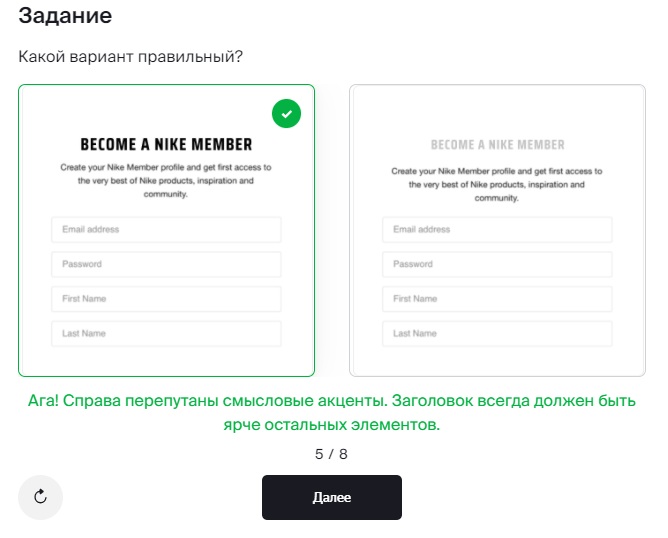 Задание
Какой вариант правильный?
BECOME A NIKE MEMBER
Create your Nike Member profile and get first access to
the very best of Nike products, inspiration and
community.
Email address
Password
First Name
Last Name
BECOME A NIKE MEMBER
Create your Nike Member profile and get first access to
the very best of Nike products, inspiration and
community.
Email address
Password
First Name
Last Name
Ага! Справа перепутаны смысловые акценты. Заголовок всегда должен быть
ярче остальных элементов.
5 / 8
Далее